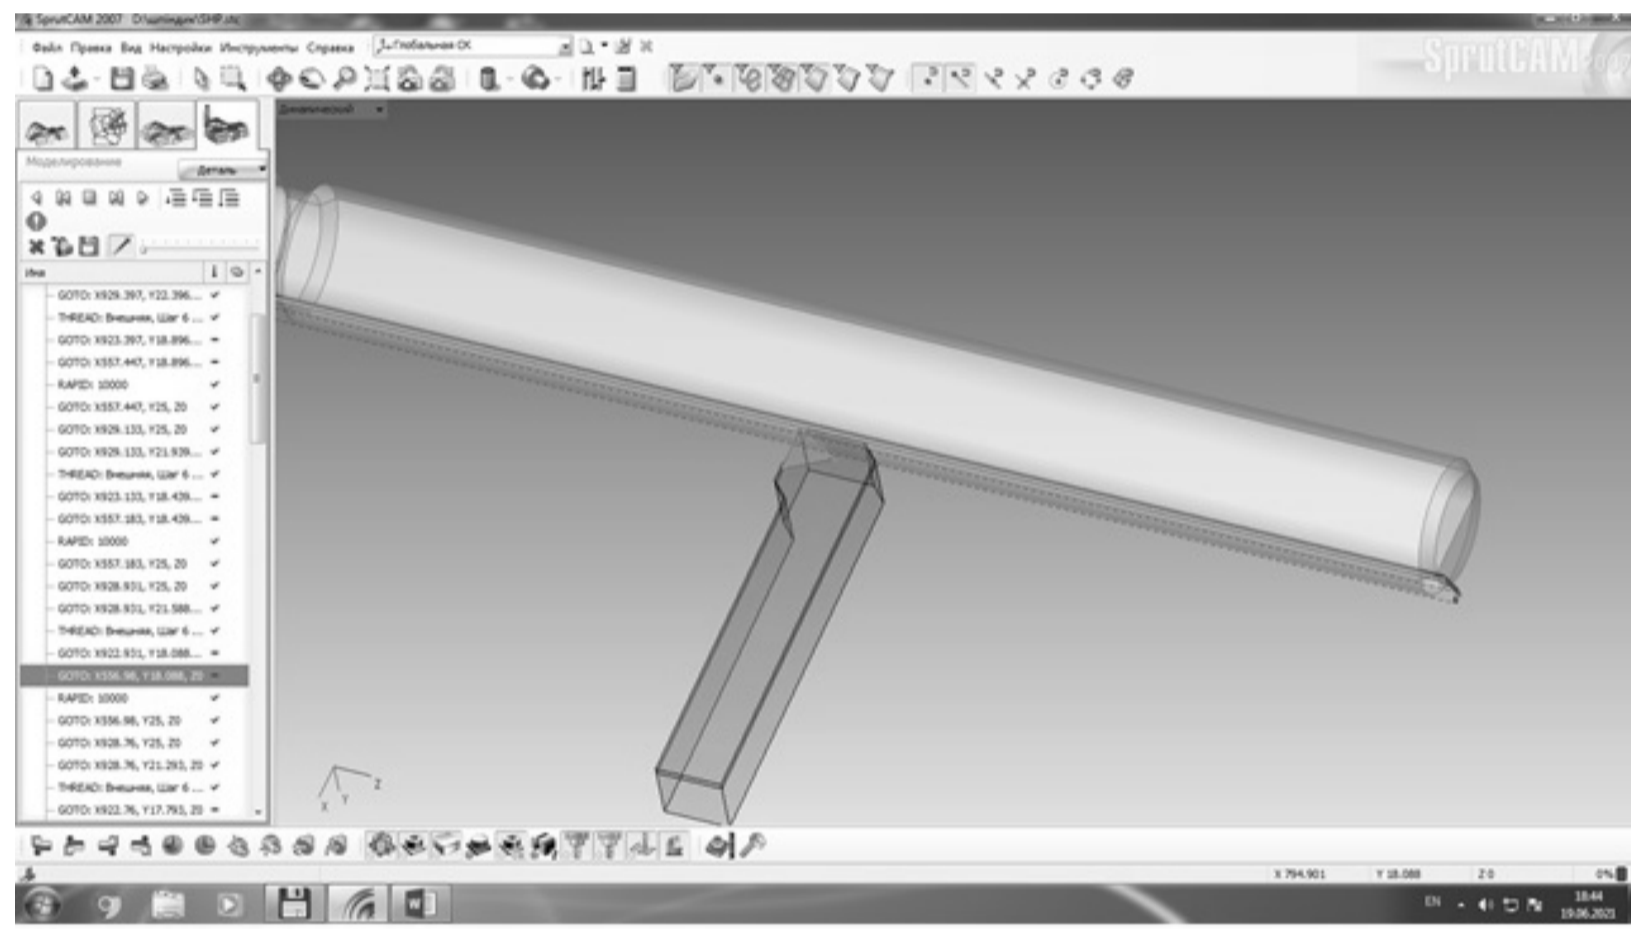 SprutCAM 2007 D:\шпіндик\SHP.stc
Файл Правка Вид Настройки Инструменты Справка Глобальная СК
SprutCAM 2007
Динамический
Моделирование
Деталь
Имя
GOTO: X929.397, Y22.396...
THREAD: Внешняя, Шаг 6 ...
GOTO: X923.397, Y18.896...
GOTO: X557.447, Y18.896...
RAPID: 10000
GOTO: X557.447, Y25, Z0
GOTO: X929.133, Y25, Z0
GOTO: X929.133, Y21.939...
THREAD: Внешняя, Шаг 6 ...
GOTO: X923.133, Y18.439...
GOTO: X557.183, Y18.439...
RAPID: 10000
GOTO: X557.183, Y25, Z0
GOTO: X928.931, Y25, Z0
GOTO: X928.931, Y21.588...
THREAD: Внешняя, Шаг 6 ...
GOTO: X922.931, Y18.088...
GOTO: X556.98, Y18.088, Z0
RAPID: 10000
GOTO: X556.98, Y25, Z0
GOTO: X928.76, Y25, Z0
GOTO: X928.76, Y21.293, Z0
THREAD: Внешняя, Шаг 6 ...
GOTO: X922.76, Y17.793, Z0
X Y Z
X 794.901 Y 18.088 Z 0 0%
EN 18:44
19.06.2021